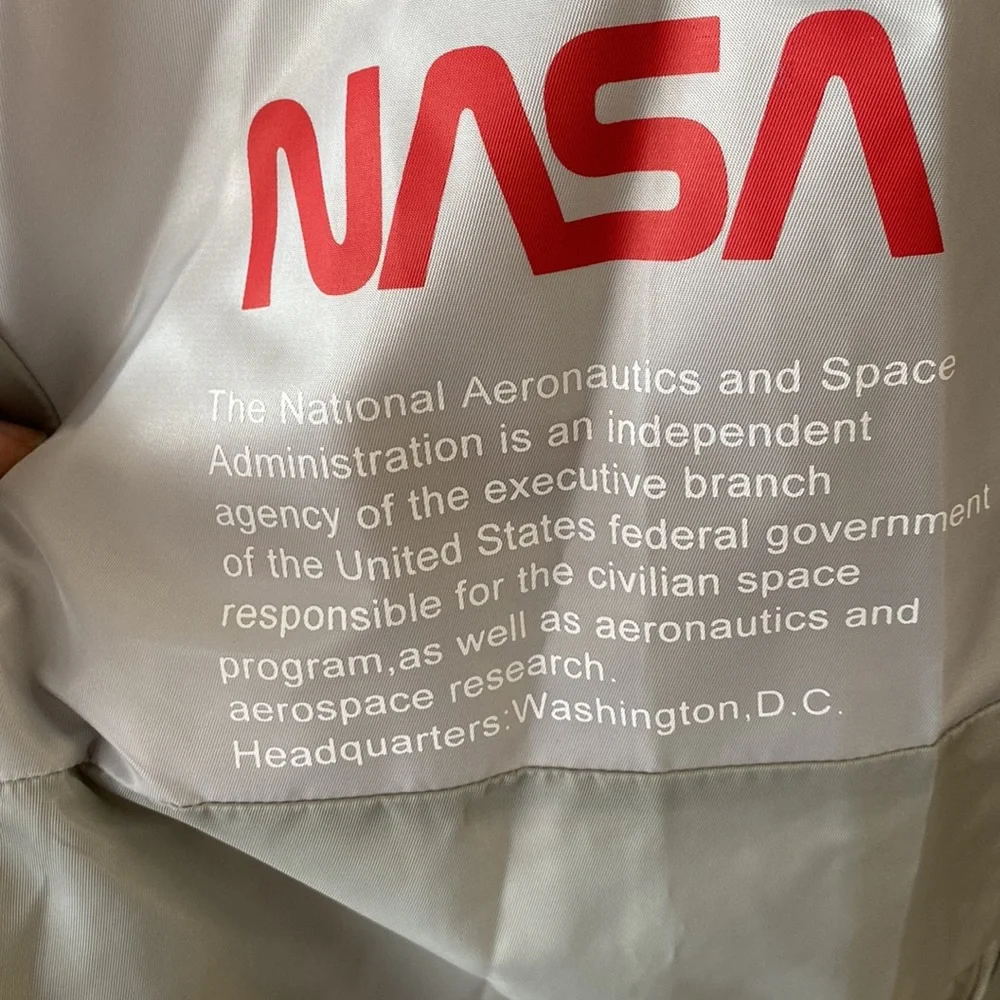 NASA
The National Aeronautics and Space
Administration is an independent
agency of the executive branch
of the United States federal government
responsible for the civilian space
program,as well as aeronautics and
aerospace research.
Headquarters:Washington,D.C.